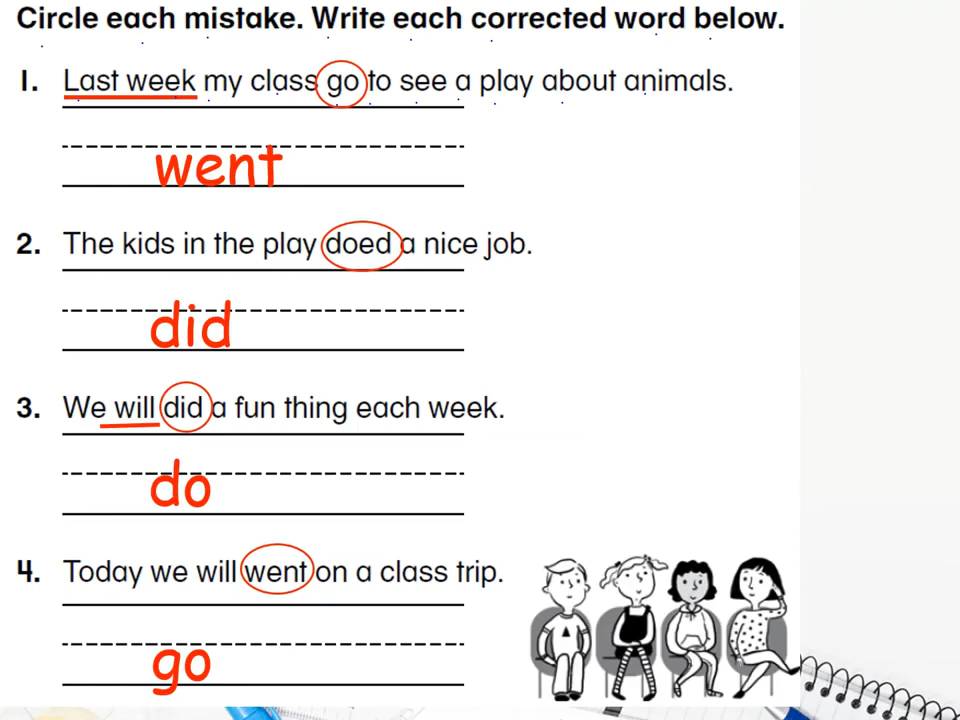 Circle each mistake. Write each corrected word below.
1. Last week my class go to see a play about animals.
went
2. The kids in the play doed a nice job.
did
3. We will did a fun thing each week.
do
4. Today we will went on a class trip.
go